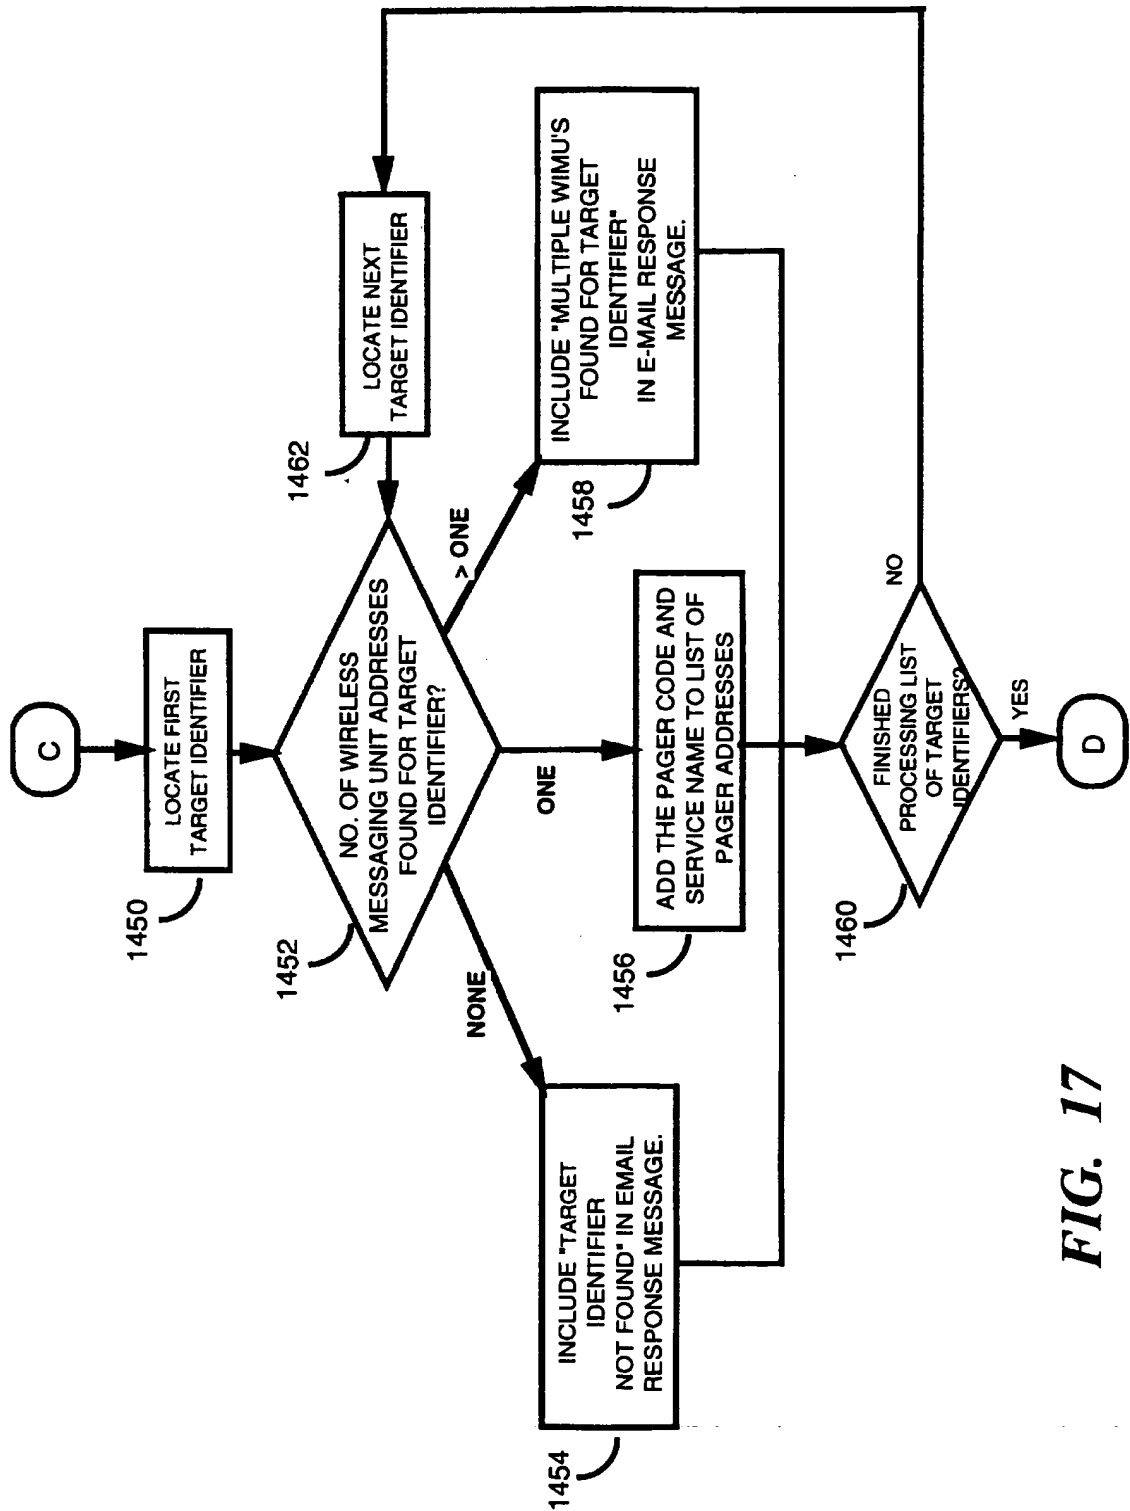 C
1450
LOCATE FIRST
TARGET IDENTIFIER
1452
NO. OF WIRELESS
MESSAGING UNIT ADDRESSES
FOUND FOR TARGET
IDENTIFIER?
1462
LOCATE NEXT
TARGET IDENTIFIER
NONE
ONE
> ONE
1454
INCLUDE "TARGET
IDENTIFIER
NOT FOUND" IN EMAIL
RESPONSE MESSAGE.
1456
ADD THE PAGER CODE AND
SERVICE NAME TO LIST OF
PAGER ADDRESSES
1458
INCLUDE "MULTIPLE WIMU'S
FOUND FOR TARGET
IDENTIFIER"
IN E-MAIL RESPONSE
MESSAGE.
1460
FINISHED
PROCESSING LIST
OF TARGET
IDENTIFIERS?
NO
YES
D
FIG. 17